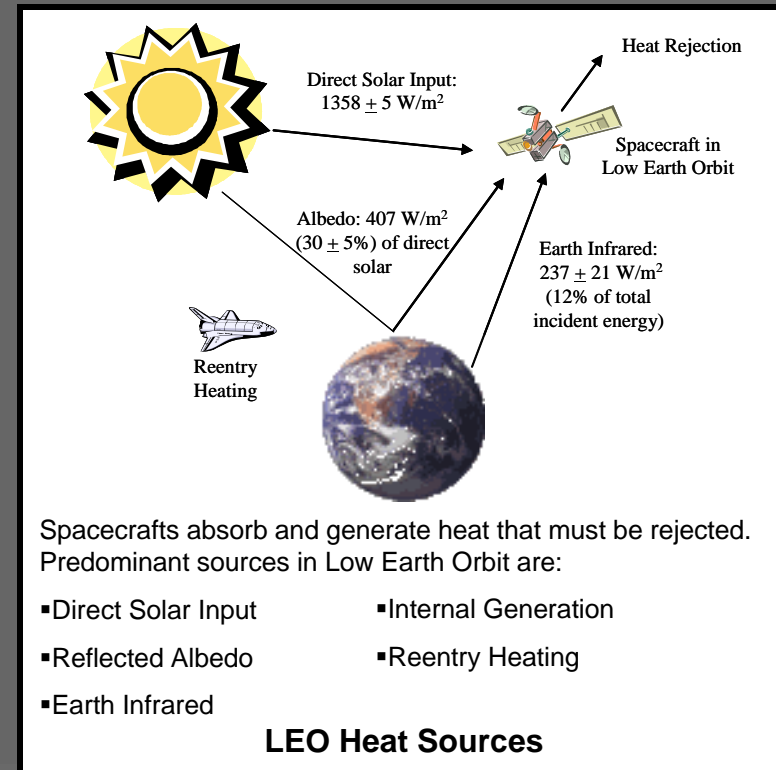 Heat Rejection
Direct Solar Input:
1358 ± 5 W/m²
Spacecraft in
Low Earth Orbit
Albedo: 407 W/m²
(30 ± 5%) of direct
solar
Earth Infrared:
237 ± 21 W/m²
(12% of total
incident energy)
Reentry
Heating
Spacecrafts absorb and generate heat that must be rejected.
Predominant sources in Low Earth Orbit are:
▪Direct Solar Input
▪Internal Generation
▪Reflected Albedo
▪Reentry Heating
▪Earth Infrared
LEO Heat Sources